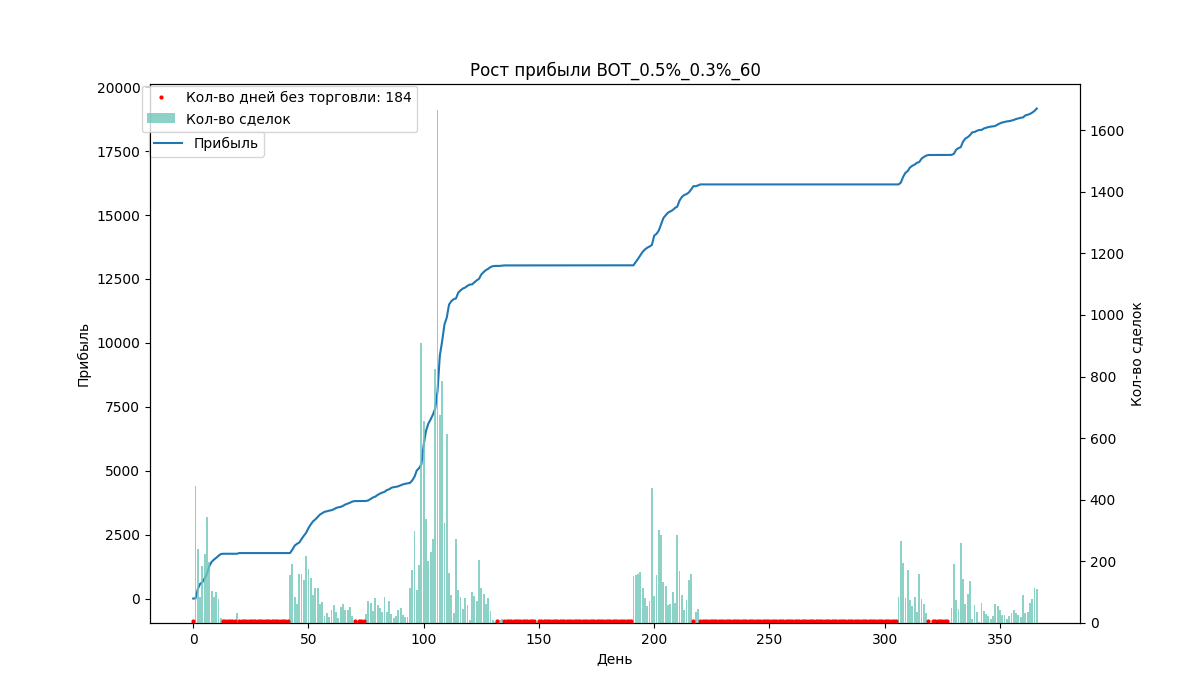 Рост прибыли BOT_0.5%_0.3%_60
Кол-во дней без торговли: 184
Кол-во сделок
Прибыль
20000
17500
15000
12500
10000
7500
5000
2500
0
Прибыль
1600
1400
1200
1000
800
600
400
200
0
Кол-во сделок
0 50 100 150 200 250 300 350
День